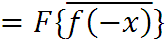 = F{\overline{f(-x)}}